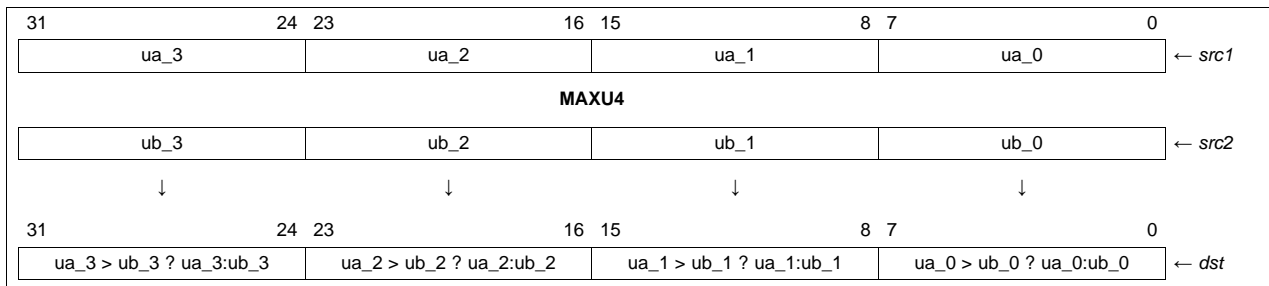 31 24 23 16 15 8 7 0
ua_3 ua_2 ua_1 ua_0 ← src1
MAXU4
ub_3 ub_2 ub_1 ub_0 ← src2
↓ ↓ ↓ ↓
31 24 23 16 15 8 7 0
ua_3 > ub_3 ? ua_3:ub_3 ua_2 > ub_2 ? ua_2:ub_2 ua_1 > ub_1 ? ua_1:ub_1 ua_0 > ub_0 ? ua_0:ub_0 ← dst